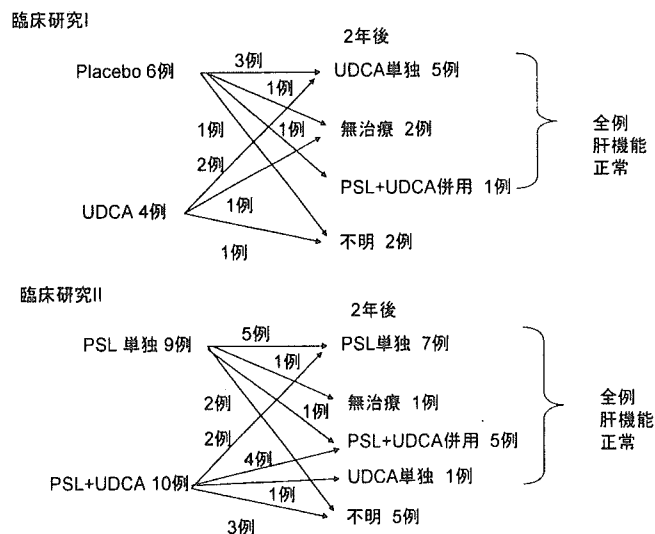 臨床研究I
2年後
Placebo 6例
3例
UDCA単独 5例
1例
1例
1例
無治療 2例
2例
UDCA 4例
1例
PSL+UDCA併用 1例
1例
不明 2例
全例
肝機能
正常
臨床研究II
2年後
PSL 単独 9例
5例
PSL単独 7例
1例
2例
1例
無治療 1例
2例
PSL+UDCA併用 5例
4例
PSL+UDCA 10例
UDCA単独 1例
1例
3例
不明 5例
全例
肝機能
正常